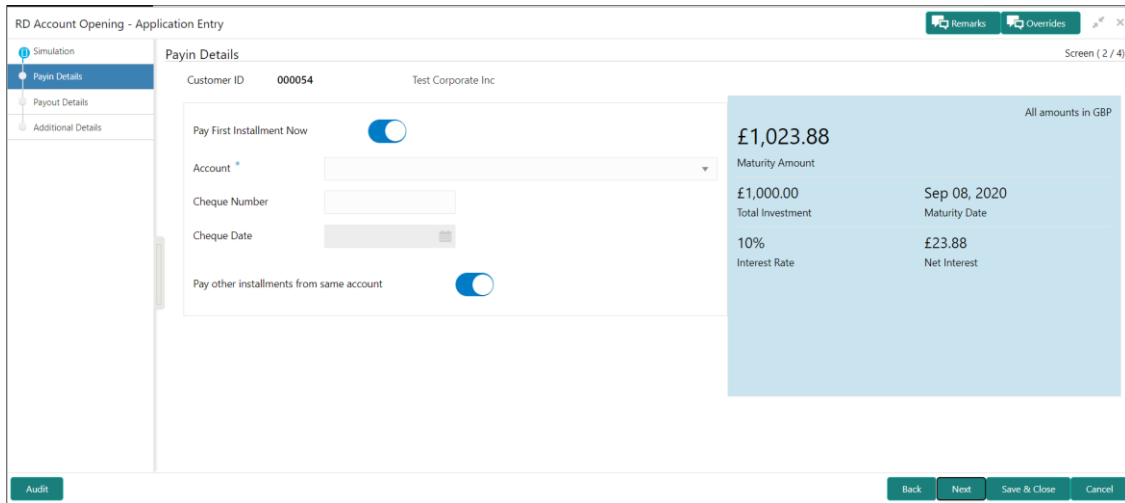 RD Account Opening - Application Entry
Remarks
Overrides
Simulation
Payin Details
Payout Details
Additional Details
Payin Details
Screen ( 2 / 4)
Customer ID 000054 Test Corporate Inc
Pay First Installment Now
Account *
Cheque Number
Cheque Date
Pay other installments from same account
All amounts in GBP
£1,023.88
Maturity Amount
£1,000.00 Sep 08, 2020
Total Investment Maturity Date
10% £23.88
Interest Rate Net Interest
Audit
Back Next Save & Close Cancel